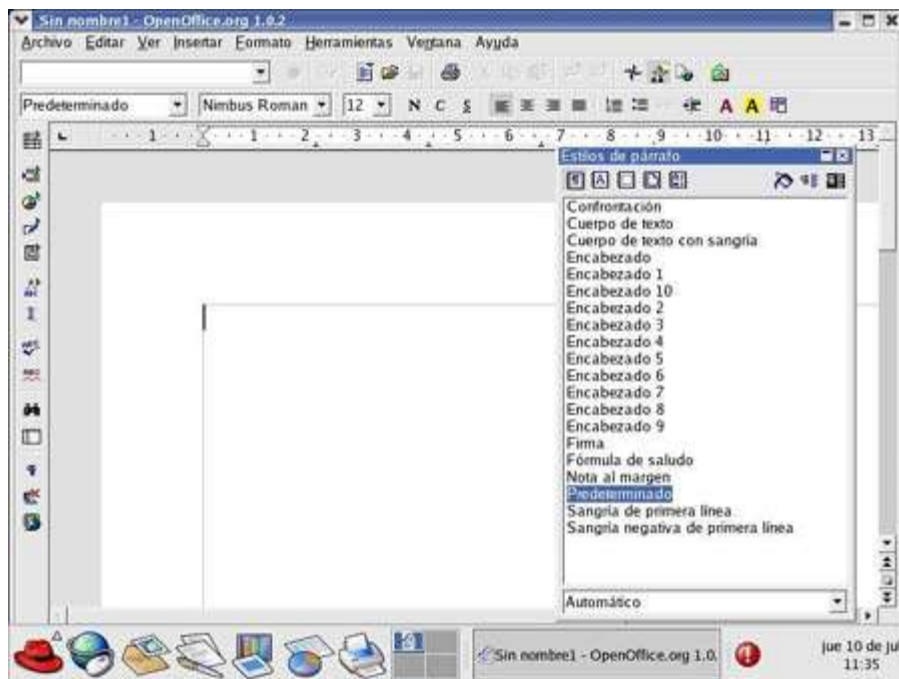 Sin nombre1 - OpenOffice.org 1.0.2
Archivo Editar Ver Insertar Formato Herramientas Ventana Ayuda
Predeterminado Nimbus Roman 12 N C S A A
1 1 2 3 4 5 6 7 8 9 10 11 12 13
Estilos de párrafo
Confrontación
Cuerpo de texto
Cuerpo de texto con sangría
Encabezado
Encabezado 1
Encabezado 10
Encabezado 2
Encabezado 3
Encabezado 4
Encabezado 5
Encabezado 6
Encabezado 7
Encabezado 8
Encabezado 9
Firma
Fórmula de saludo
Nota al margen
Predeterminado
Sangría de primera línea
Sangría negativa de primera línea
Automático
Sin nombre1 - OpenOffice.org 1.0.
jue 10 de jul
11:35